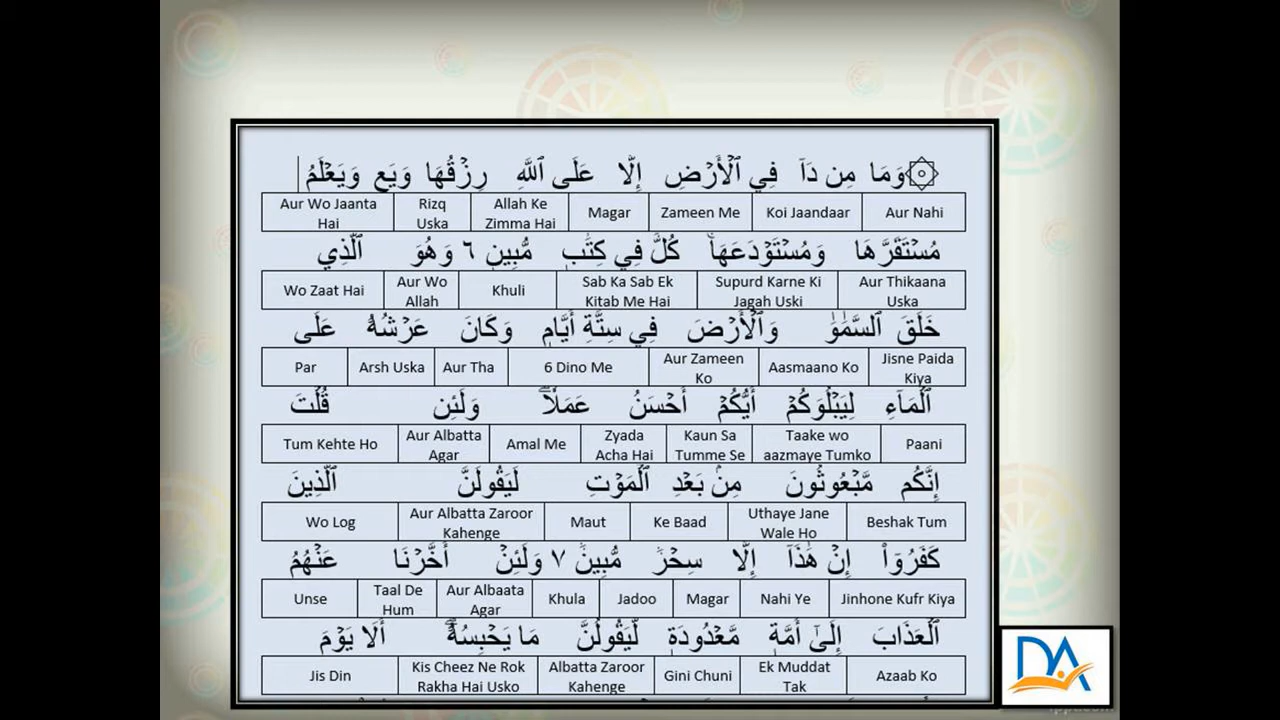 ۞وَمَا مِن دَآ فِي ٱلۡأَرۡضِ إِلَّا عَلَى ٱللَّهِ رِزۡقُهَا وَيَع وَيَعۡلَمُ
Aur Nahi Koi Jaandaar Zameen Me Magar Allah Ke Zimma Hai Rizq Uska Aur Wo Jaanta Hai
مُسۡتَقَرَّهَا وَمُسۡتَوۡدَعَهَاۚ كُلّٞ فِي كِتَٰبٖ مُّبِينٖ ٦ وَهُوَ ٱلَّذِي
Aur Thikaana Uska Supurd Karne Ki Jagah Uski Sab Ka Sab Ek Kitab Me Hai Khuli Aur Wo Allah Wo Zaat Hai
خَلَقَ ٱلسَّمَٰوَٰ وَٱلۡأَرۡضَ فِي سِتَّةِ أَيَّامٖ وَكَانَ عَرۡشُهُۥ عَلَى
Jisne Paida Kiya Aasmaano Ko Aur Zameen Ko 6 Dino Me Aur Tha Arsh Uska Par
ٱلۡمَآءِ لِيَبۡلُوَكُمۡ أَيُّكُمۡ أَحۡسَنُ عَمَلٗاۗ وَلَئِن قُلۡتَ
Paani Taake wo aazmaye Tumko Kaun Sa Tumme Se Zyada Acha Hai Amal Me Aur Albatta Agar Tum Kehte Ho
إِنَّكُم مَّبۡعُوثُونَ مِنۢ بَعۡدِ ٱلۡمَوۡتِ لَيَقُولَنَّ ٱلَّذِينَ
Beshak Tum Uthaye Jane Wale Ho Ke Baad Maut Aur Albatta Zaroor Kahenge Wo Log
كَفَرُوٓاْ إِنۡ هَٰذَآ إِلَّا سِحۡرٞ مُّبِينٞ ٧ وَلَئِنۡ أَخَّرۡنَا عَنۡهُمُ
Jinhone Kufr Kiya Nahi Ye Magar Jadoo Khula Aur Albaata Agar Taal De Hum Unse
ٱلۡعَذَابَ إِلَىٰٓ أُمَّةٖ مَّعۡدُودَةٖ لَّيَقُولُنَّ مَا يَحۡبِسُهُۥٓۗ أَلَا يَوۡمَ
Azaab Ko Ek Muddat Tak Gini Chuni Albatta Zaroor Kahenge Kis Cheez Ne Rok Rakha Hai Usko Jis Din
DA